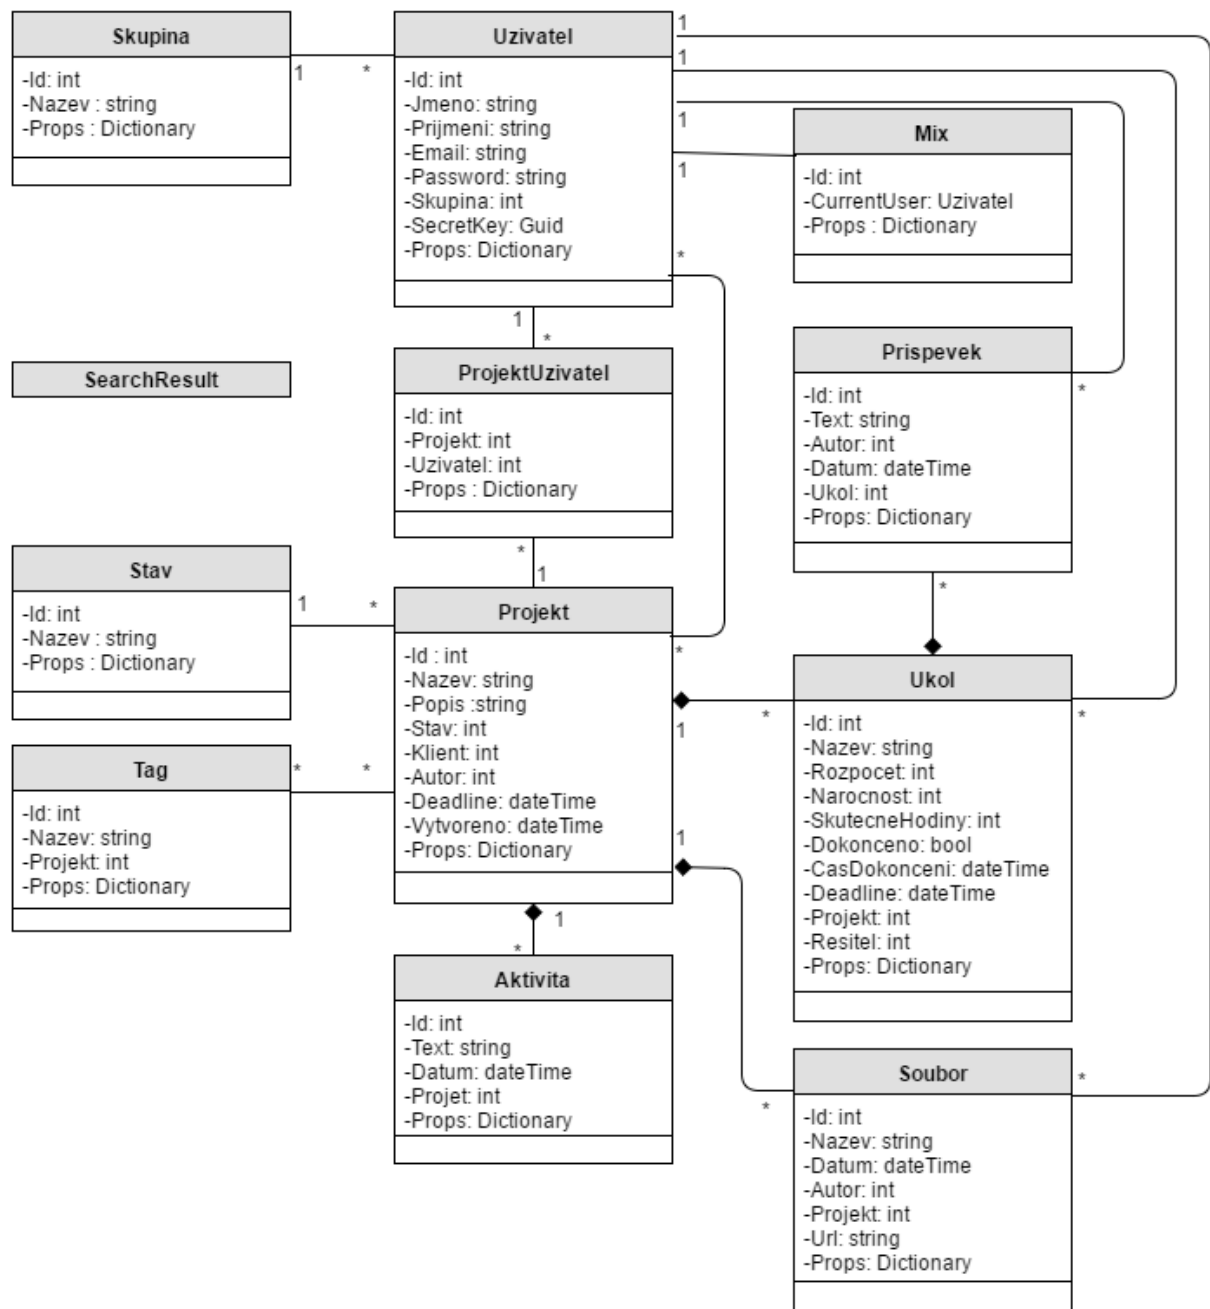 Skupina
-Id: int
-Nazev : string
-Props : Dictionary
1
*
Uzivatel
-Id: int
-Jmeno: string
-Prijmeni: string
-Email: string
-Password: string
-Skupina: int
-SecretKey: Guid
-Props: Dictionary
1
1
1
1
*
1
*
Mix
-Id: int
-CurrentUser: Uzivatel
-Props : Dictionary
SearchResult
ProjektUzivatel
-Id: int
-Projekt: int
-Uzivatel: int
-Props : Dictionary
*
1
Prispevek
-Id: int
-Text: string
-Autor: int
-Datum: dateTime
-Ukol: int
-Props: Dictionary
*
*
Stav
-Id: int
-Nazev : string
-Props : Dictionary
1
*
Projekt
-Id : int
-Nazev: string
-Popis :string
-Stav: int
-Klient: int
-Autor: int
-Deadline: dateTime
-Vytvoreno: dateTime
-Props: Dictionary
*
1
*
1
1
*
Ukol
-Id: int
-Nazev: string
-Rozpocet: int
-Narocnost: int
-SkutecneHodiny: int
-Dokonceno: bool
-CasDokonceni: dateTime
-Deadline: dateTime
-Projekt: int
-Resitel: int
-Props: Dictionary
*
Tag
-Id: int
-Nazev: string
-Projekt: int
-Props: Dictionary
*
*
Aktivita
-Id: int
-Text: string
-Datum: dateTime
-Projet: int
-Props: Dictionary
Soubor
-Id: int
-Nazev: string
-Datum: dateTime
-Autor: int
-Projekt: int
-Url: string
-Props: Dictionary
*
*